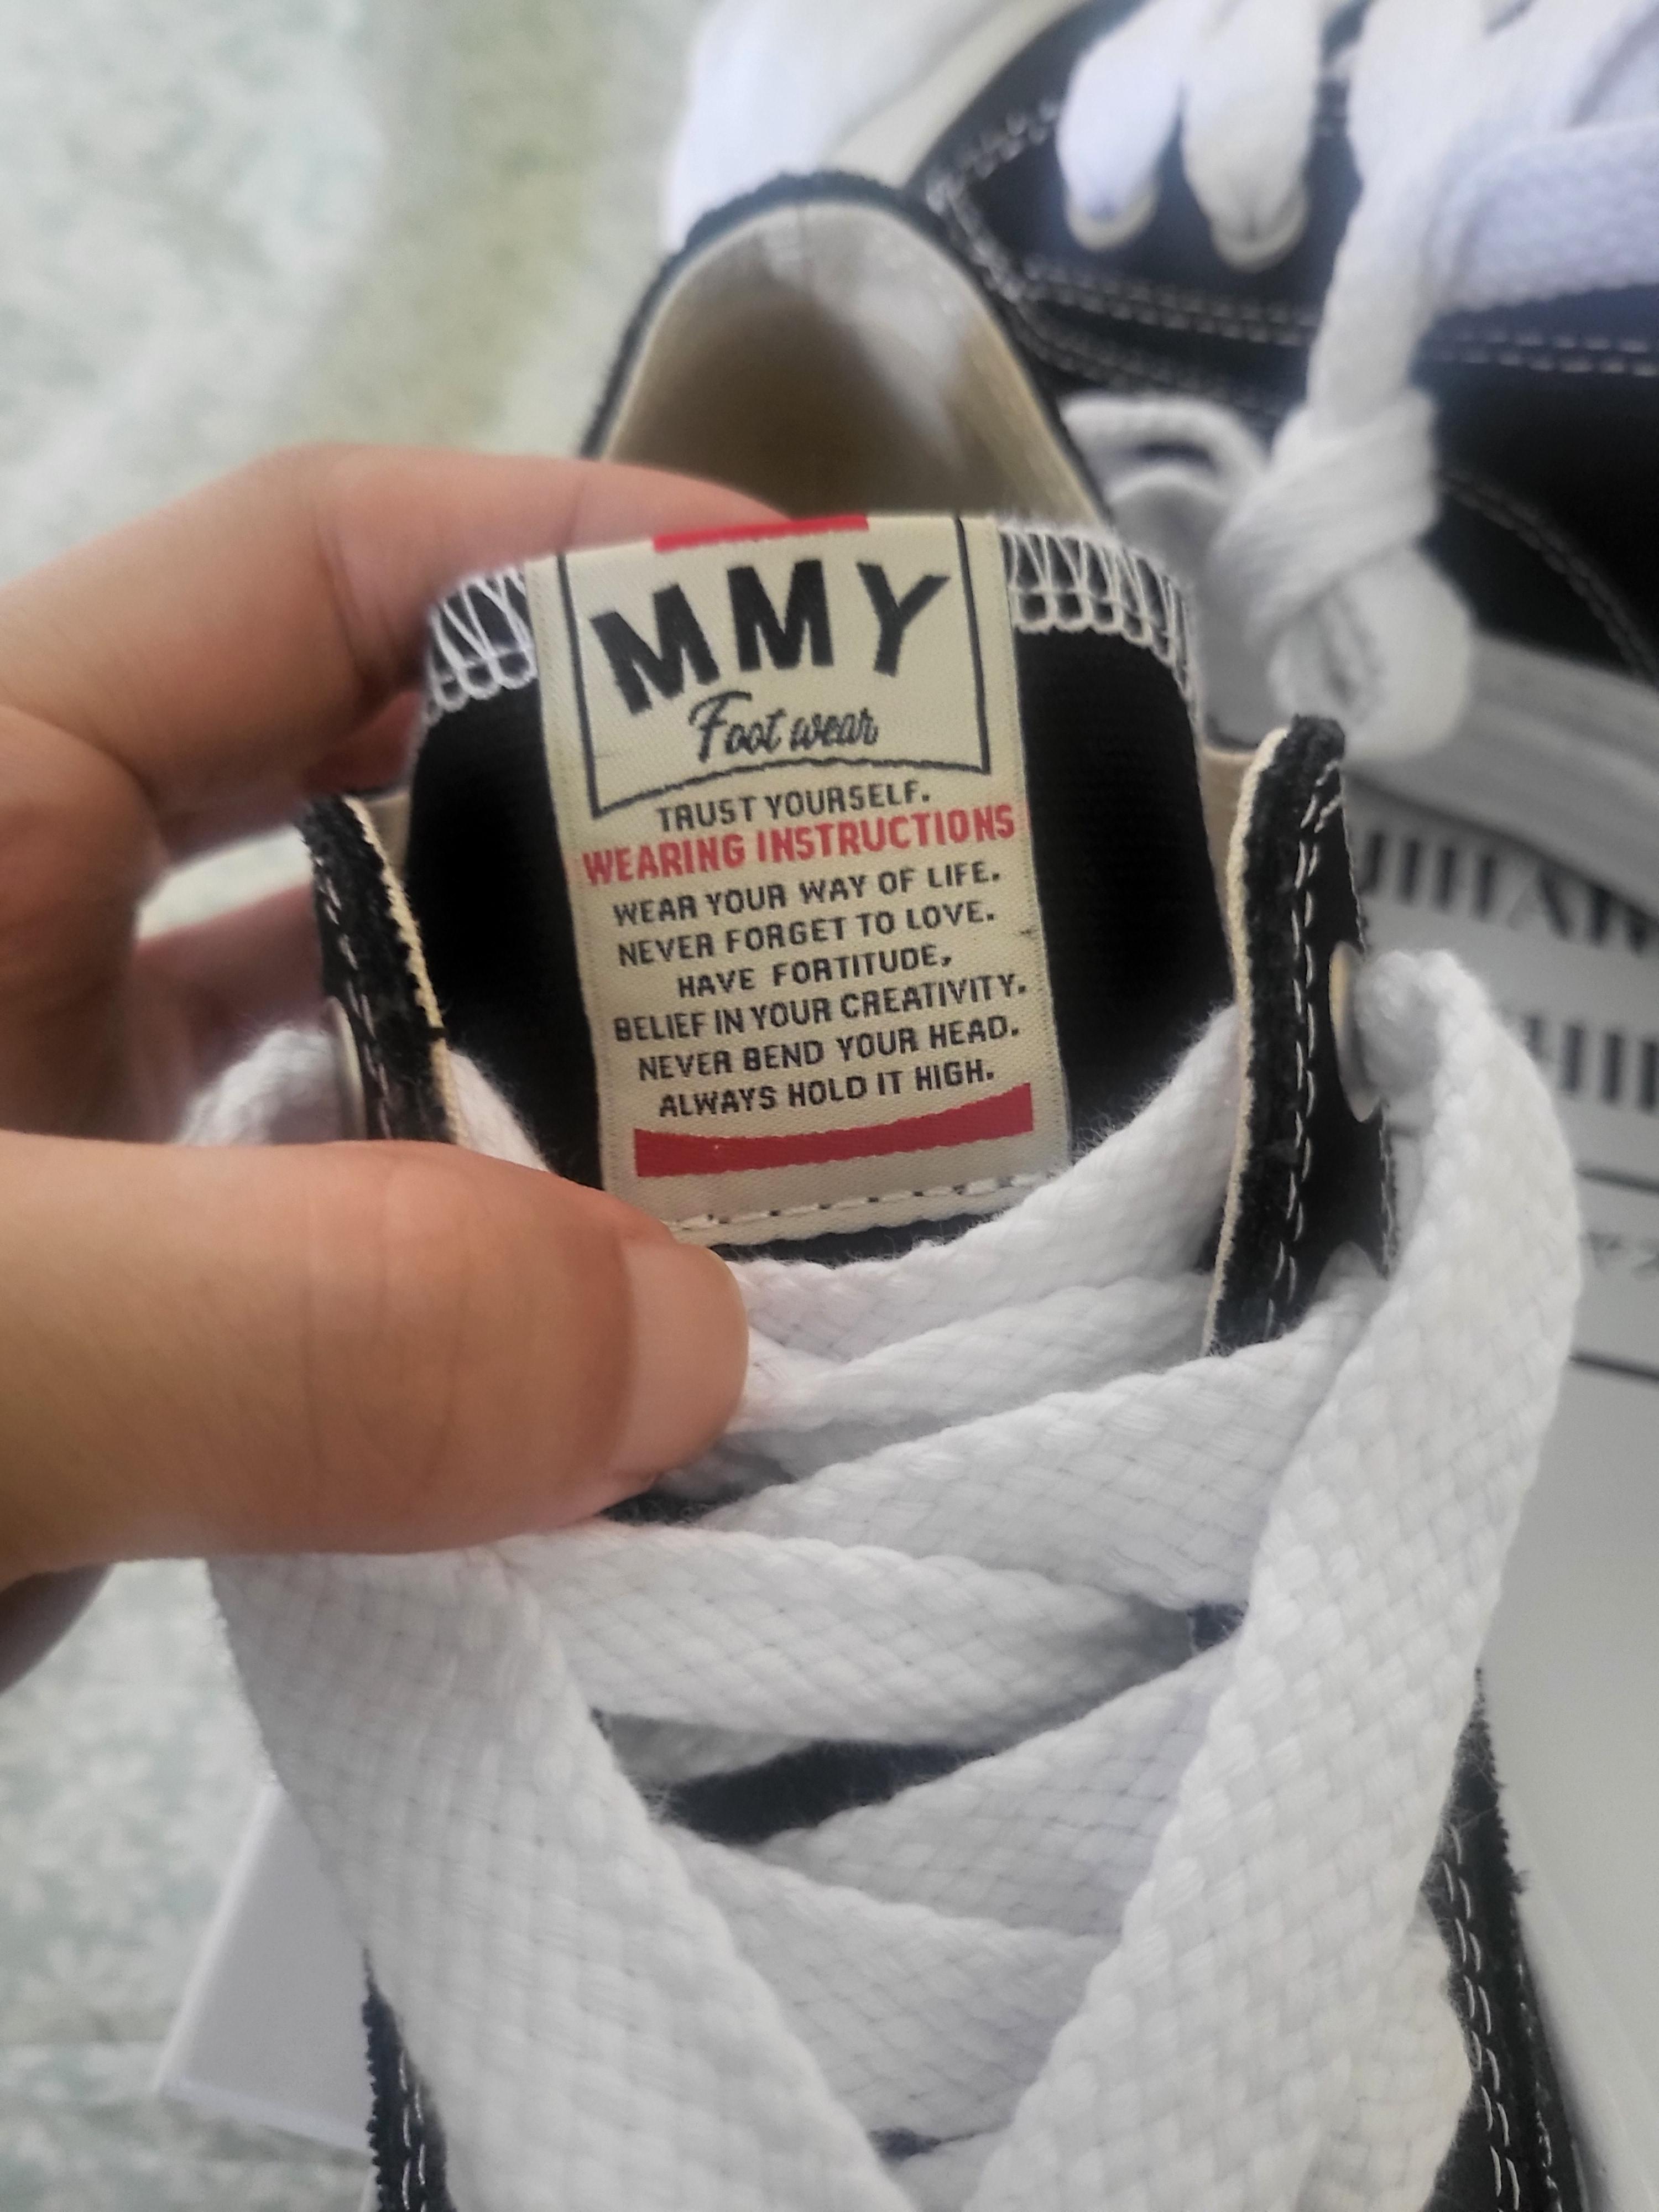 MMY
Foot wear
TRUST YOURSELF.
WEARING INSTRUCTIONS
WEAR YOUR WAY OF LIFE.
NEVER FORGET TO LOVE.
HAVE FORTITUDE,
BELIEF IN YOUR CREATIVITY.
NEVER BEND YOUR HEAD.
ALWAYS HOLD IT HIGH.